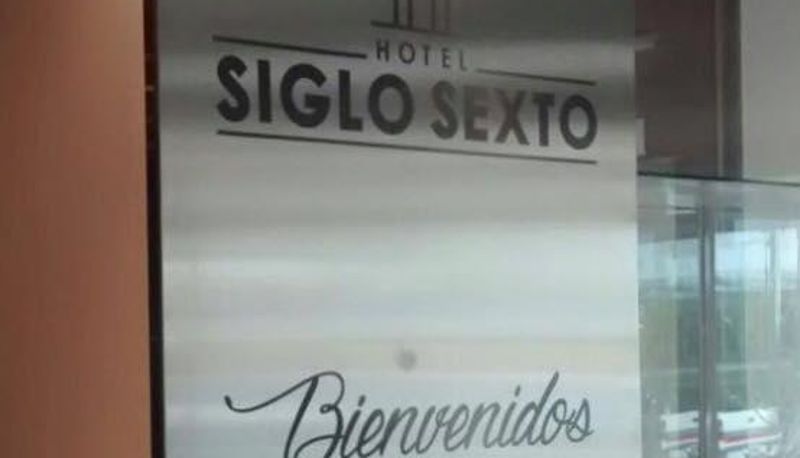 HOTEL
SIGLO SEXTO
Bienvenidos